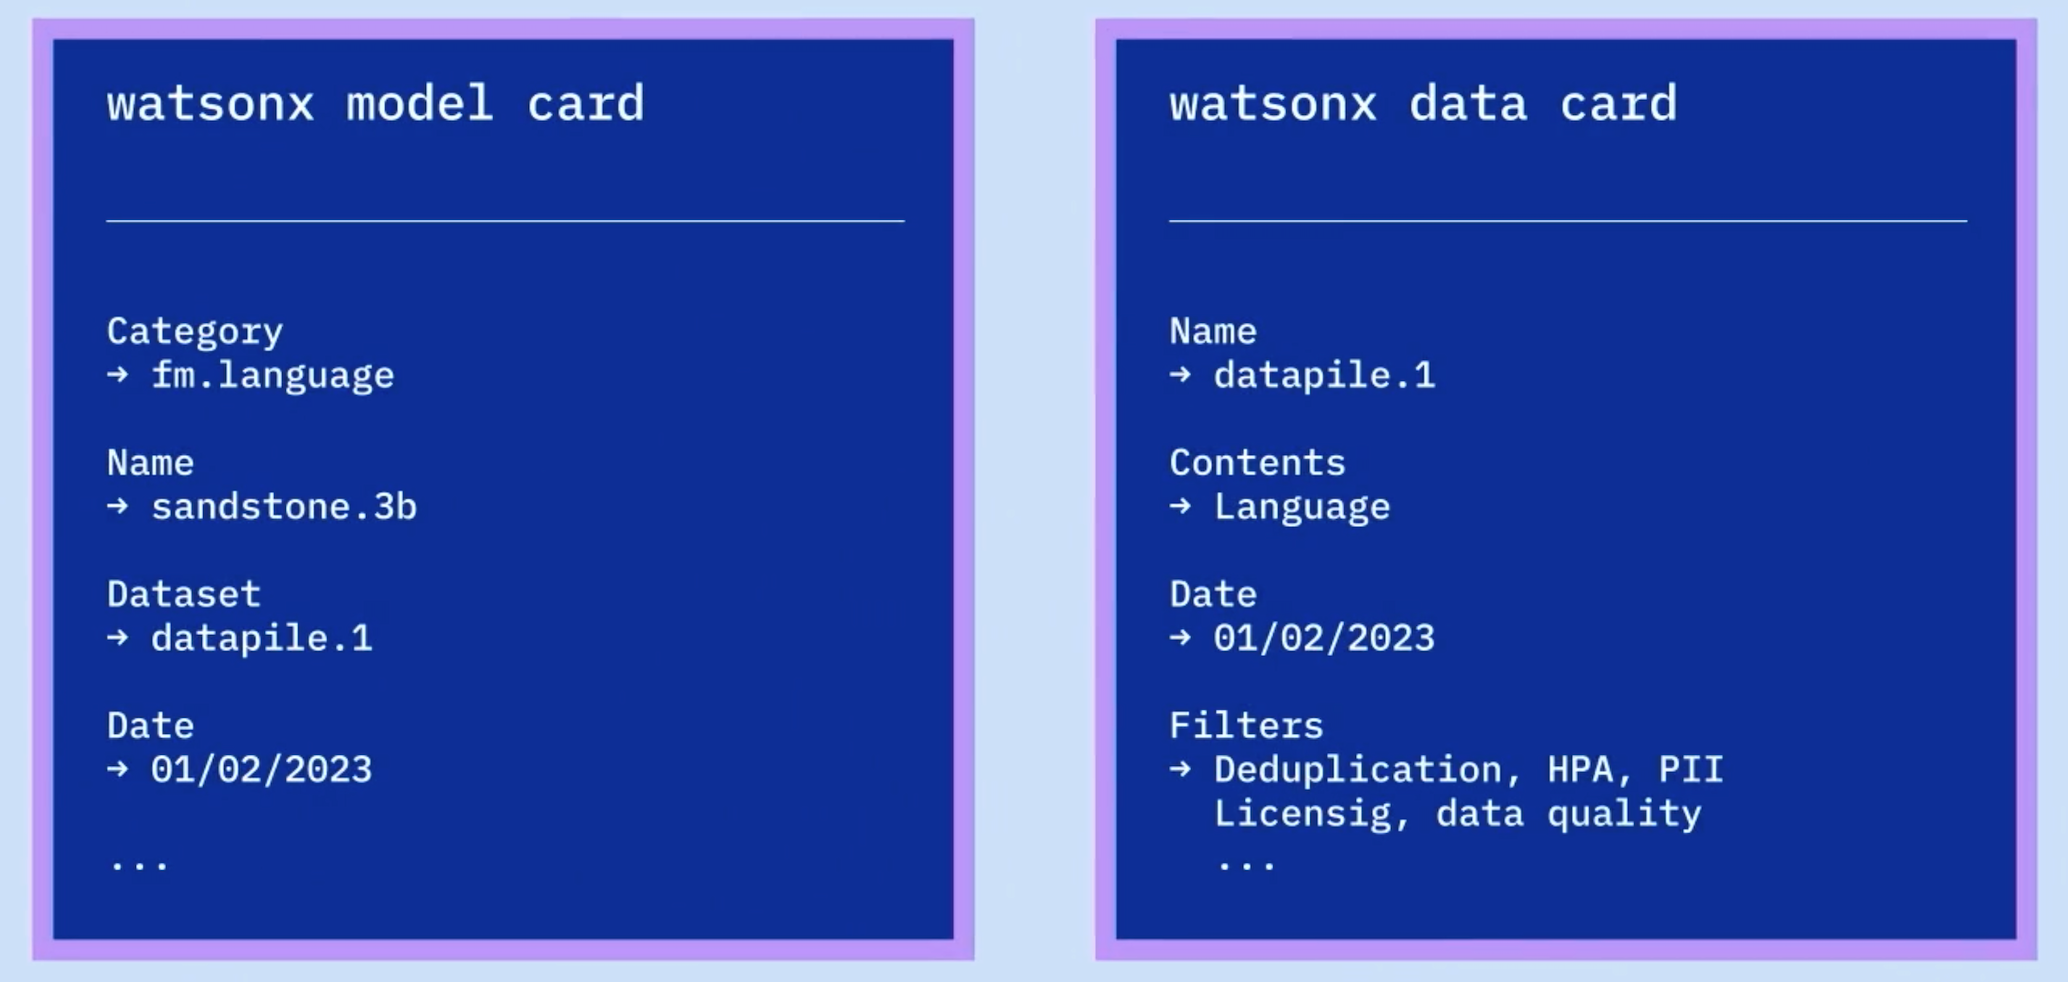 watsonx model card
Category
→ fm.language
Name
→ sandstone.3b
Dataset
→ datapile.1
Date
→ 01/02/2023
...
watsonx data card
Name
→ datapile.1
Contents
→ Language
Date
→ 01/02/2023
Filters
→ Deduplication, HPA, PII
Licensig, data quality
...